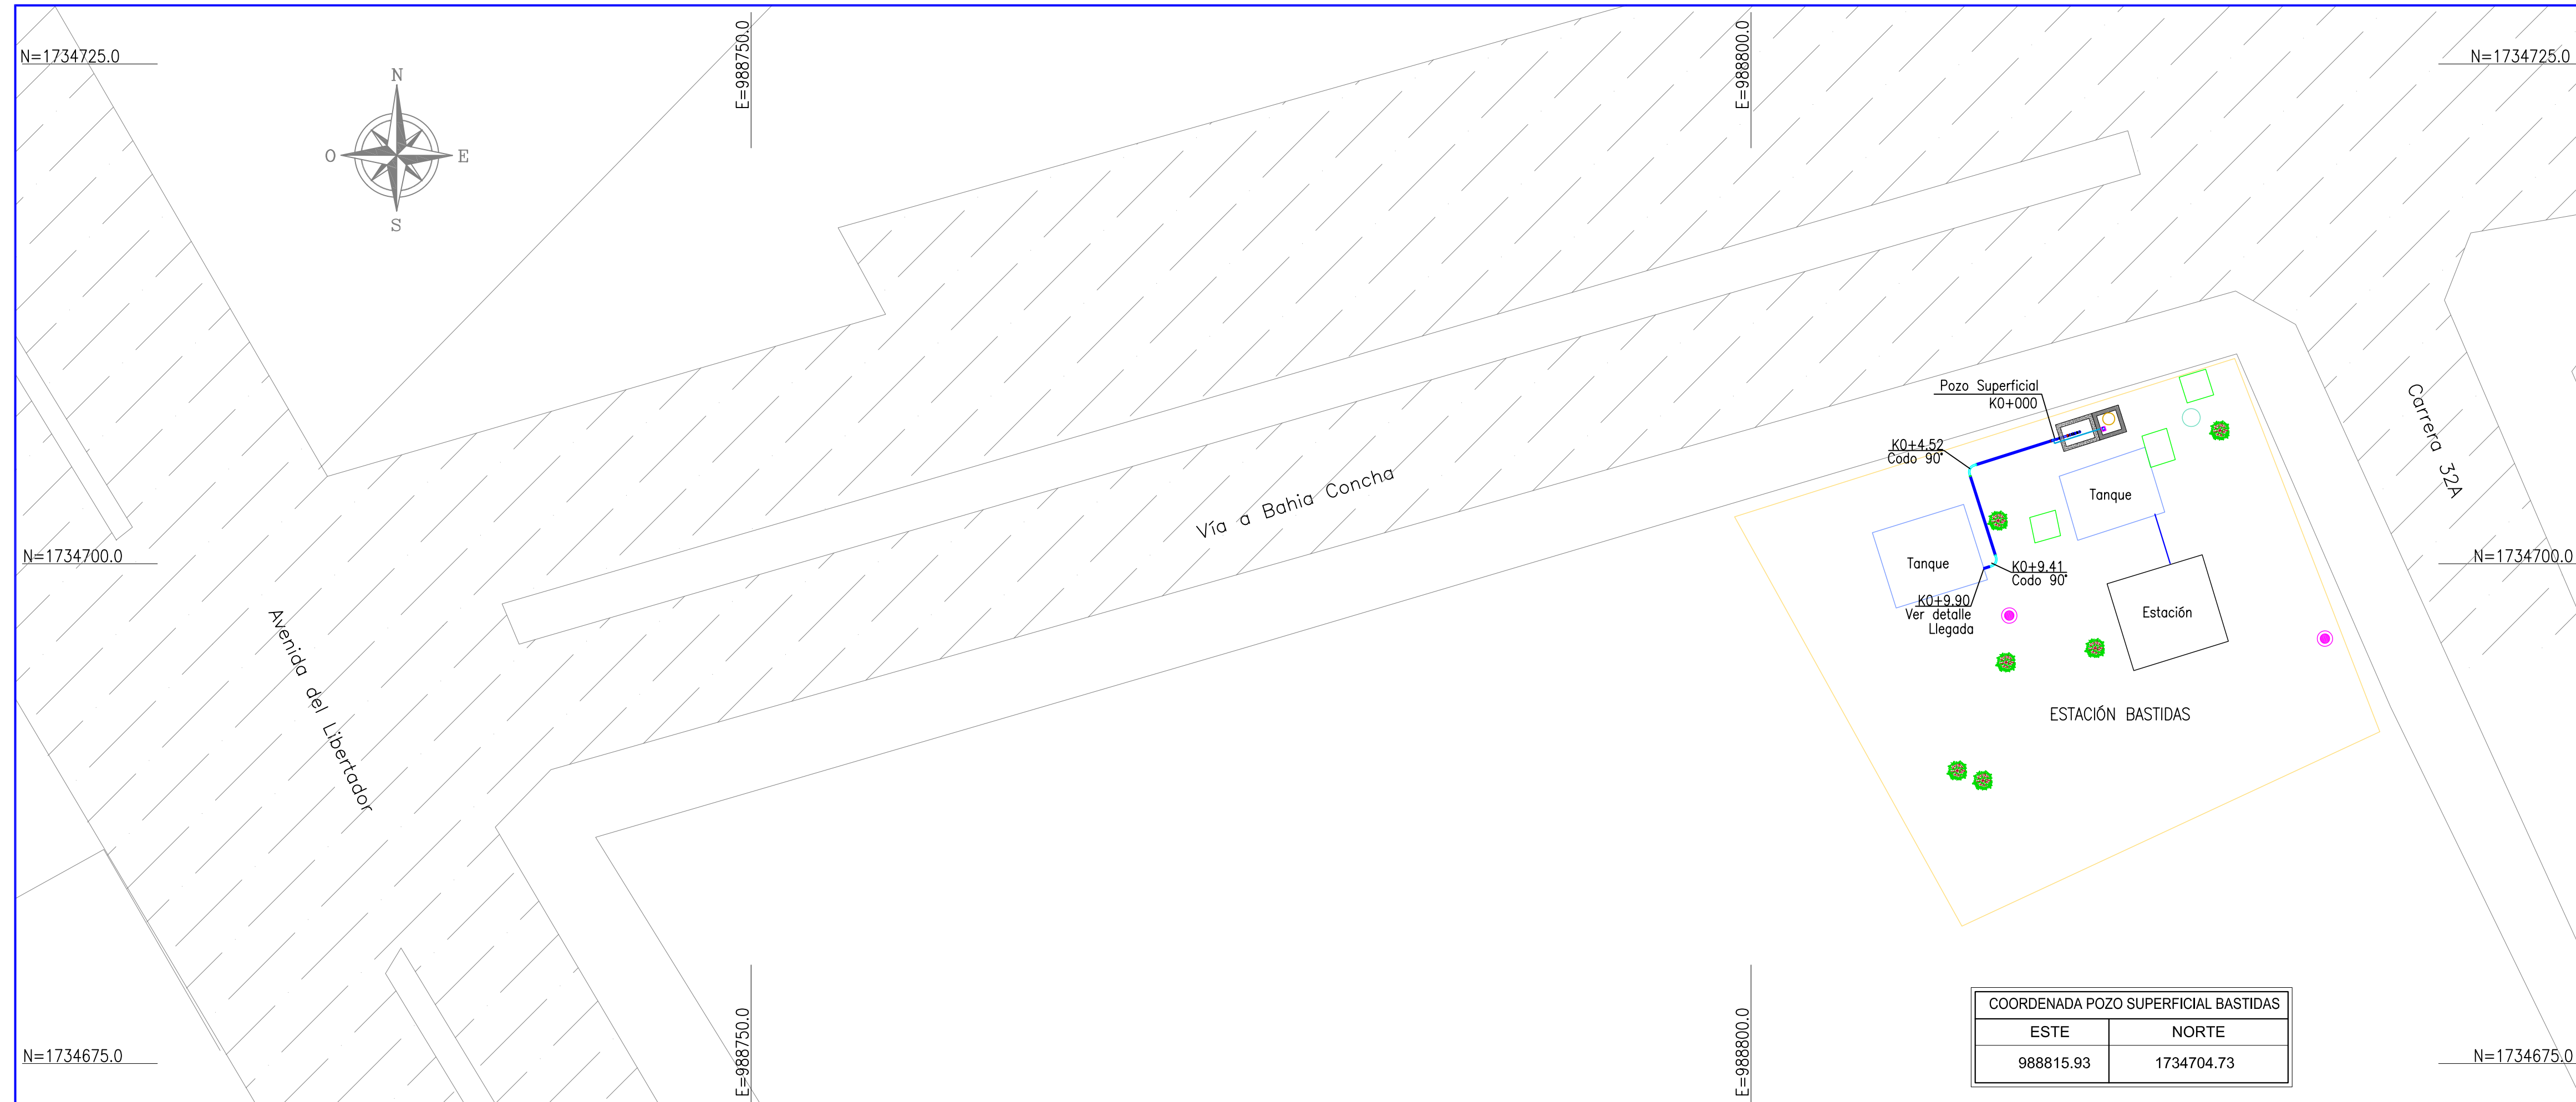 N=1734725.0
E=988750.0
E=988800.0
N=1734725.0
N
O
E
S
Pozo Superficial
K0+000
K0+4.52
Codo 90°
Carrera 32A
Vía a Bahia Concha
Tanque
Tanque
N=1734700.0
N=1734700.0
K0+9.41
Codo 90°
K0+9.90
Ver detalle
Llegada
Estación
Avenida del Libertador
ESTACIÓN BASTIDAS
COORDENADA POZO SUPERFICIAL BASTIDAS
ESTE NORTE
988815.93 1734704.73
N=1734675.0
E=988750.0
E=988800.0
N=1734675.0